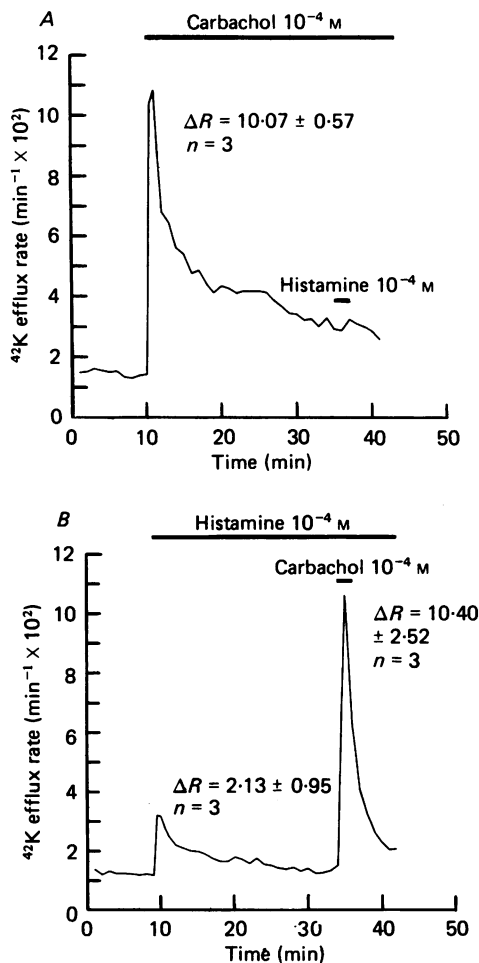 A
Carbachol 10⁻⁴ M
12
10
8
6
4
2
0
⁴²K efflux rate (min⁻¹ × 10²)
ΔR = 10·07 ± 0·57
n = 3
Histamine 10⁻⁴ M
0 10 20 30 40 50
Time (min)
B
Histamine 10⁻⁴ M
Carbachol 10⁻⁴ M
12
10
8
6
4
2
0
⁴²K efflux rate (min⁻¹ × 10²)
ΔR = 10·40
± 2·52
n = 3
ΔR = 2·13 ± 0·95
n = 3
0 10 20 30 40 50
Time (min)